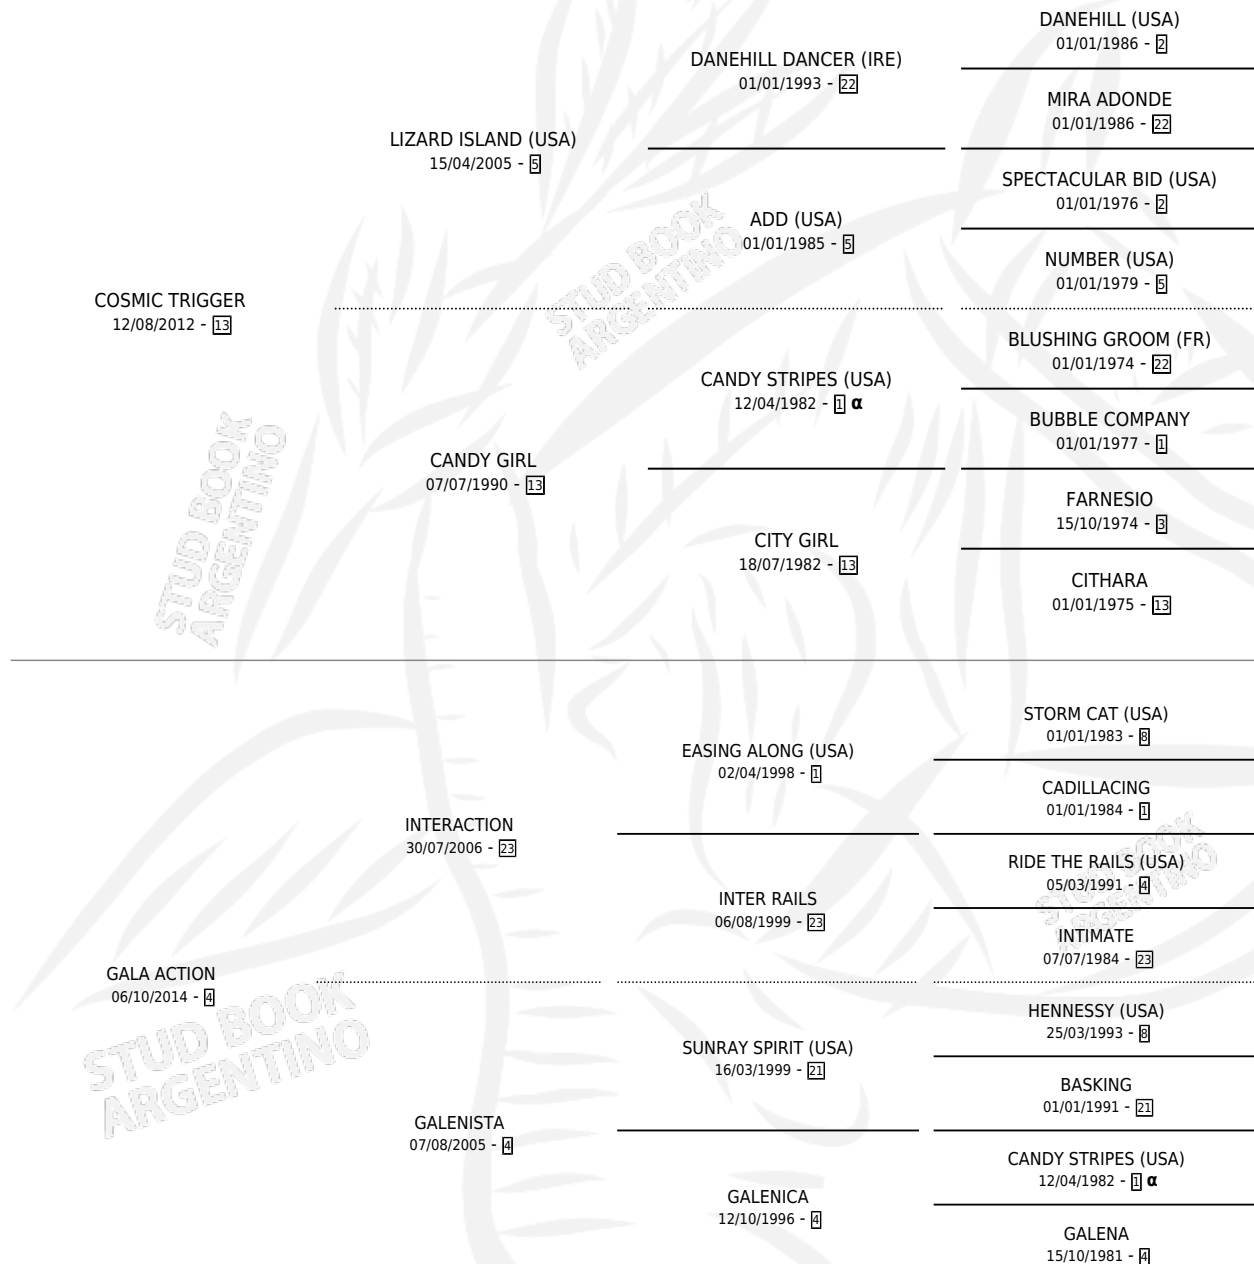 DANEHILL (USA)
01/01/1986 - 2
DANEHILL DANCER (IRE)
01/01/1993 - 22
MIRA ADONDE
01/01/1986 - 22
LIZARD ISLAND (USA)
15/04/2005 - 5
SPECTACULAR BID (USA)
01/01/1976 - 2
ADD (USA)
01/01/1985 - 5
NUMBER (USA)
01/01/1979 - 5
COSMIC TRIGGER
12/08/2012 - 13
BLUSHING GROOM (FR)
01/01/1974 - 22
CANDY STRIPES (USA)
12/04/1982 - 1 α
BUBBLE COMPANY
01/01/1977 - 1
CANDY GIRL
07/07/1990 - 13
FARNESIO
15/10/1974 - 3
CITY GIRL
18/07/1982 - 13
CITHARA
01/01/1975 - 13
STORM CAT (USA)
01/01/1983 - 8
EASING ALONG (USA)
02/04/1998 - 1
CADILLACING
01/01/1984 - 1
INTERACTION
30/07/2006 - 23
RIDE THE RAILS (USA)
05/03/1991 - 4
INTER RAILS
06/08/1999 - 23
INTIMATE
07/07/1984 - 23
GALA ACTION
06/10/2014 - 4
HENNESSY (USA)
25/03/1993 - 8
SUNRAY SPIRIT (USA)
16/03/1999 - 21
BASKING
01/01/1991 - 21
GALENISTA
07/08/2005 - 4
CANDY STRIPES (USA)
12/04/1982 - 1 α
GALENICA
12/10/1996 - 4
GALENA
15/10/1981 - 4
STUD BOOK
ARGENTINO
STUD BOOK
ARGENTINO
STUD BOOK
ARGENTINO
STUD BOOK
ARGENTINO